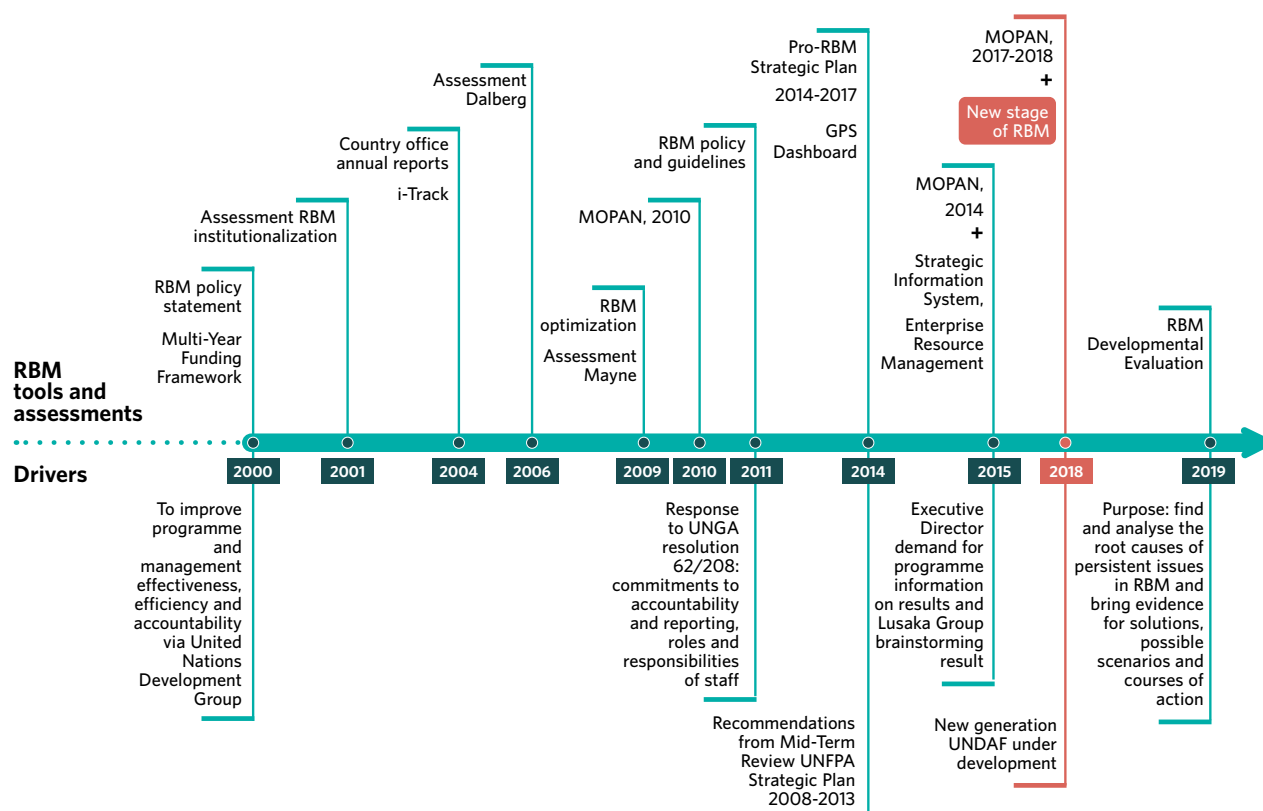 RBM policy
statement
Multi-Year
Funding
Framework
Assessment RBM
institutionalization
Country office
annual reports
i-Track
Assessment
Dalberg
RBM
optimization
Assessment
Mayne
MOPAN, 2010
RBM policy
and guidelines
Pro-RBM
Strategic Plan
2014-2017
GPS
Dashboard
MOPAN,
2014
+
Strategic
Information
System,
Enterprise
Resource
Management
MOPAN,
2017-2018
+
New stage
of RBM
RBM
Developmental
Evaluation
RBM
tools and
assessments
Drivers
2000
2001
2004
2006
2009
2010
2011
2014
2015
2018
2019
To improve
programme
and
management
effectiveness,
efficiency and
accountability
via United
Nations
Development
Group
Response
to UNGA
resolution
62/208:
commitments to
accountability
and reporting,
roles and
responsibilities
of staff
Recommendations
from Mid-Term
Review UNFPA
Strategic Plan
2008-2013
Executive
Director
demand for
programme
information
on results and
Lusaka Group
brainstorming
result
New generation
UNDAF under
development
Purpose: find
and analyse the
root causes of
persistent issues
in RBM and
bring evidence
for solutions,
possible
scenarios and
courses of
action